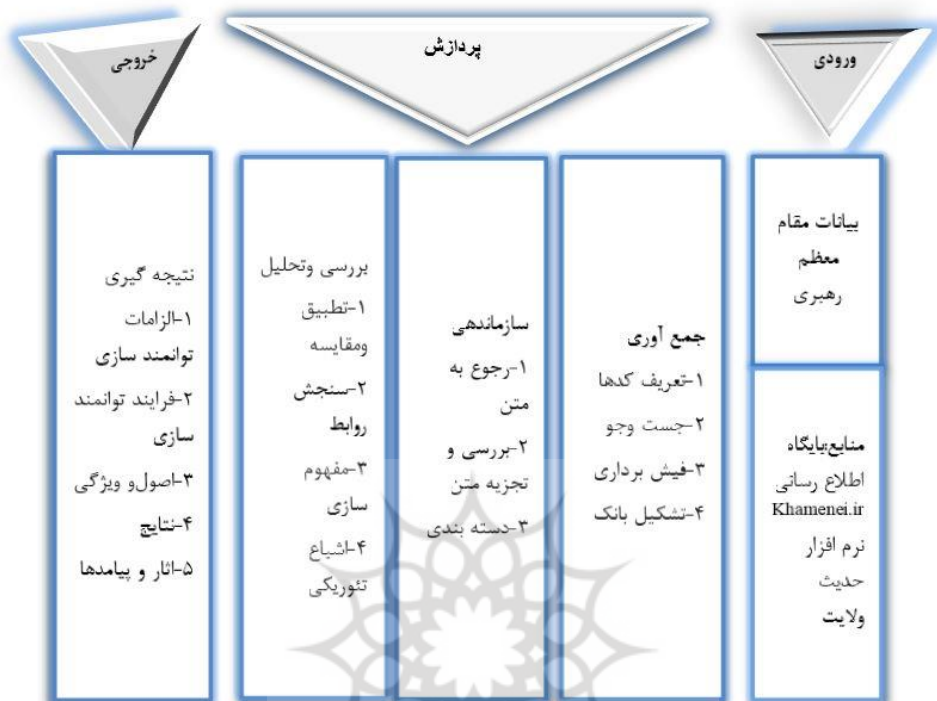 ورودی
پردازش
خروجی
بیانات مقام
معظم
رهبری
منابع:پایگاه
اطلاع رسانی
Khamenei.ir
نرم افزار
حدیث
ولایت
جمع آوری
۱-تعریف کدها
۲-جست وجو
۳-فیش برداری
۴-تشکیل بانک
سازماندهی
۱-رجوع به
متن
۲-بررسی و
تجزیه متن
۳-دسته بندی
بررسی وتحلیل
۱-تطبیق
ومقایسه
۲-سنجش
روابط
۳-مفهوم
سازی
۴-اشباع
تئوریکی
نتیجه گیری
۱-الزامات
توانمند سازی
۲-فرایند توانمند
سازی
۳-اصول و ویژگی
۴-نتایج
۵-اثار و پیامدها